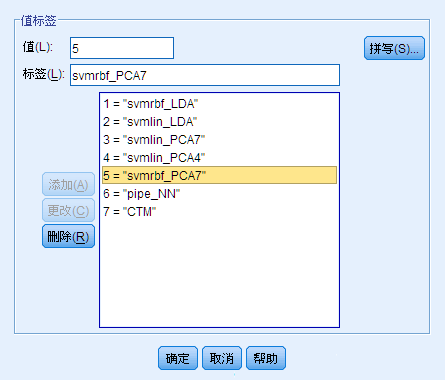 值标签
值(L): 5
拼写(S)...
标签(L): svmrbf_PCA7
1 = "svmrbf_LDA"
2 = "svmlin_LDA"
3 = "svmlin_PCA7"
4 = "svmlin_PCA4"
5 = "svmrbf_PCA7"
6 = "pipe_NN"
7 = "CTM"
添加(A)
更改(C)
删除(R)
确定 取消 帮助